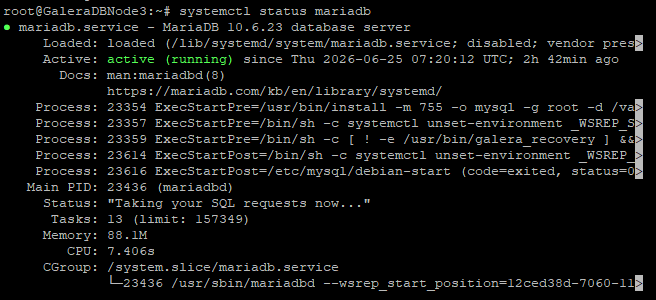 root@GaleraDBNode3:~# systemctl status mariadb
● mariadb.service - MariaDB 10.6.23 database server
Loaded: loaded (/lib/systemd/system/mariadb.service; disabled; vendor pres>
Active: active (running) since Thu 2026-06-25 07:20:12 UTC; 2h 42min ago
Docs: man:mariadbd(8)
https://mariadb.com/kb/en/library/systemd/
Process: 23354 ExecStartPre=/usr/bin/install -m 755 -o mysql -g root -d /va>
Process: 23357 ExecStartPre=/bin/sh -c systemctl unset-environment _WSREP_S>
Process: 23359 ExecStartPre=/bin/sh -c [ ! -e /usr/bin/galera_recovery ] &&>
Process: 23614 ExecStartPost=/bin/sh -c systemctl unset-environment _WSREP_>
Process: 23616 ExecStartPost=/etc/mysql/debian-start (code=exited, status=0>
Main PID: 23436 (mariadbd)
Status: "Taking your SQL requests now..."
Tasks: 13 (limit: 157349)
Memory: 88.1M
CPU: 7.406s
CGroup: /system.slice/mariadb.service
└─23436 /usr/sbin/mariadbd --wsrep_start_position=12ced38d-7060-11>